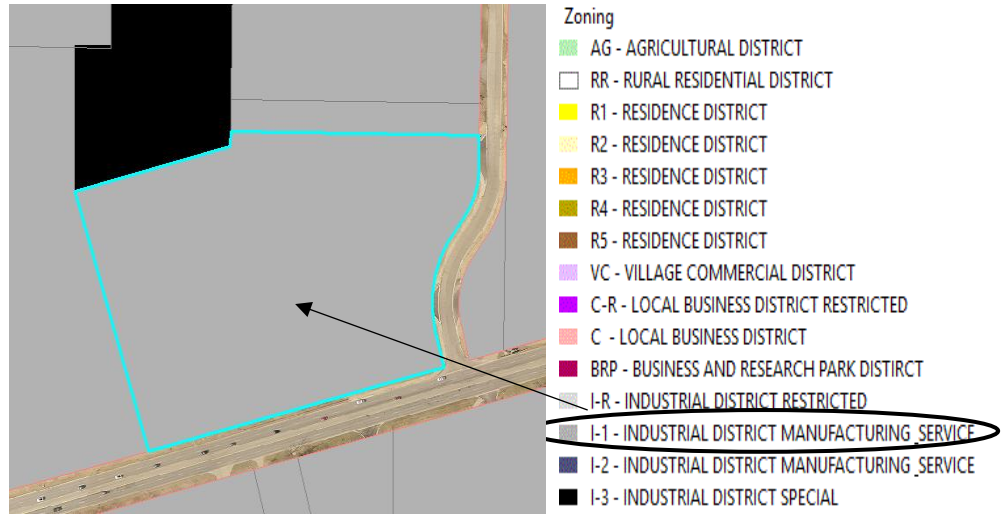 Zoning
AG - AGRICULTURAL DISTRICT
RR - RURAL RESIDENTIAL DISTRICT
R1 - RESIDENCE DISTRICT
R2 - RESIDENCE DISTRICT
R3 - RESIDENCE DISTRICT
R4 - RESIDENCE DISTRICT
R5 - RESIDENCE DISTRICT
VC - VILLAGE COMMERCIAL DISTRICT
C-R - LOCAL BUSINESS DISTRICT RESTRICTED
C - LOCAL BUSINESS DISTRICT
BRP - BUSINESS AND RESEARCH PARK DISTIRCT
I-R - INDUSTRIAL DISTRICT RESTRICTED
I-1 - INDUSTRIAL DISTRICT MANUFACTURING_SERVICE
I-2 - INDUSTRIAL DISTRICT MANUFACTURING_SERVICE
I-3 - INDUSTRIAL DISTRICT SPECIAL